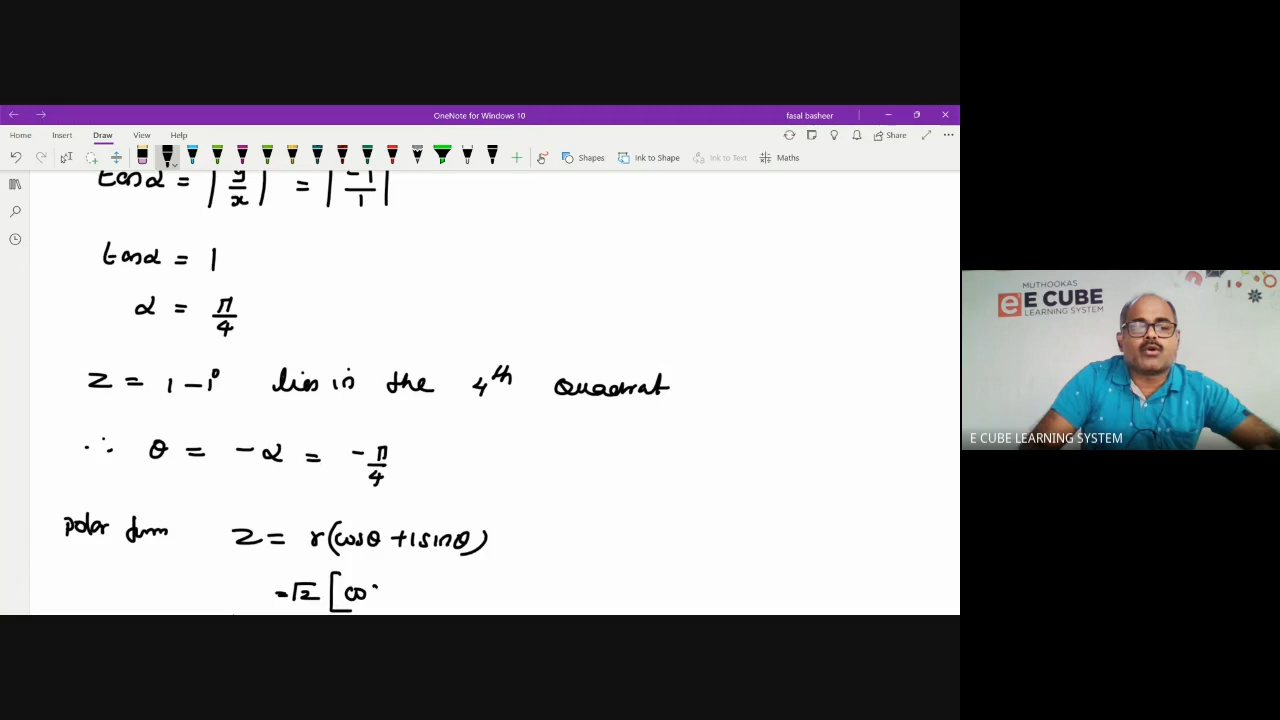 OneNote for Windows 10
fasal basheer
Home Insert Draw View Help
Share
Shapes Ink to Shape Ink to Text Maths
tanα = |y/x| = |-1/1|
tanα = 1
α = π/4
Z = 1-i lies in the 4th quadrat
∴ θ = -α = -π/4
polar form Z = r(cosθ + isinθ)
= √2 [co
MUTHOOKAS
e E CUBE
LEARNING SYSTEM
E CUBE LEARNING SYSTEM